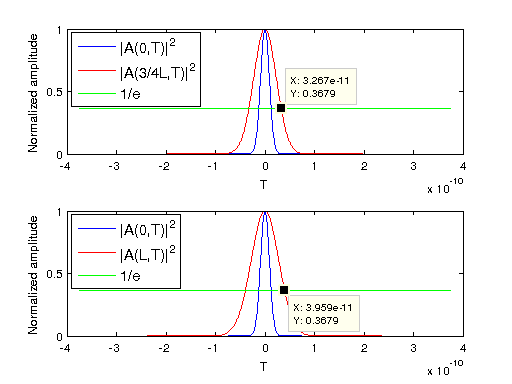 Normalized amplitude
1
0.5
0
|A(0,T)|²
|A(3/4L,T)|²
1/e
X: 3.267e-11
Y: 0.3679
-4 -3 -2 -1 0 1 2 3 4
T
x 10⁻¹⁰
Normalized amplitude
1
0.5
0
|A(0,T)|²
|A(L,T)|²
1/e
X: 3.959e-11
Y: 0.3679
-4 -3 -2 -1 0 1 2 3 4
T
x 10⁻¹⁰